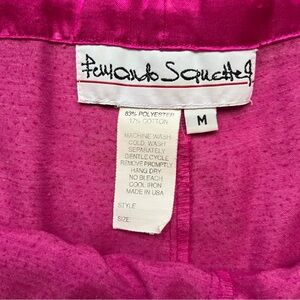 Fernando Sanchez
M
83% POLYESTER
17% COTTON
MACHINE WASH
COLD, WASH
SEPARATELY
GENTLE CYCLE
REMOVE PROMPTLY
HANG DRY
NO BLEACH
COOL IRON
MADE IN USA
STYLE:
SIZE: